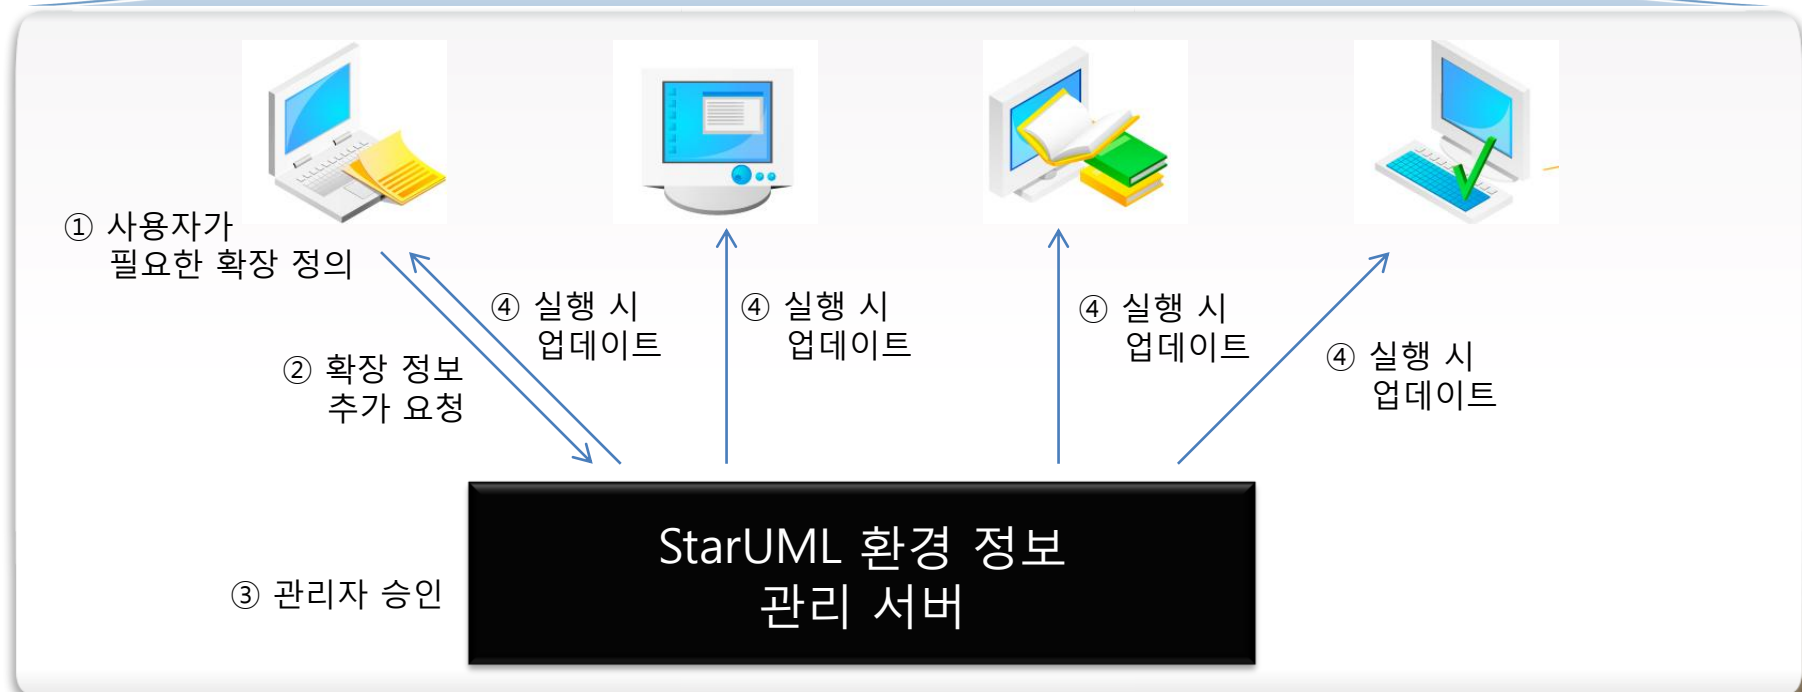 ① 사용자가
필요한 확장 정의
④ 실행 시
업데이트
④ 실행 시
업데이트
④ 실행 시
업데이트
④ 실행 시
업데이트
② 확장 정보
추가 요청
StarUML 환경 정보
관리 서버
③ 관리자 승인